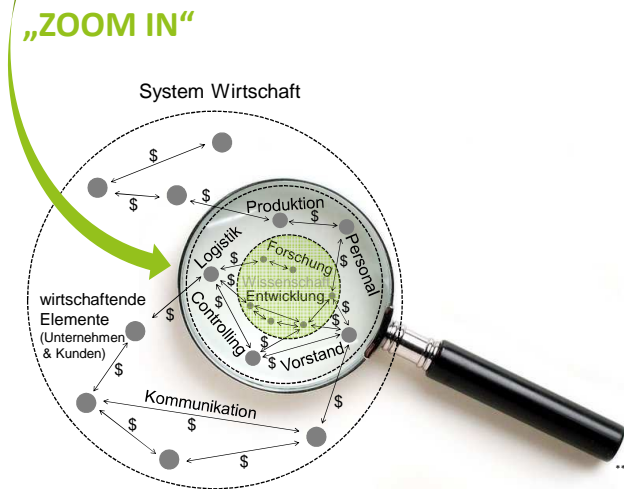 „ZOOM IN“
System Wirtschaft
$
$
$
Produktion
$
Logistik
Personal
Forschung
$
$
Wissenschaft
Entwicklung
$
$
$
wirtschaftende
Elemente
(Unternehmen
& Kunden)
$
Controlling
$
$
Vorstand
$
$
Kommunikation
$
$
$
$
..